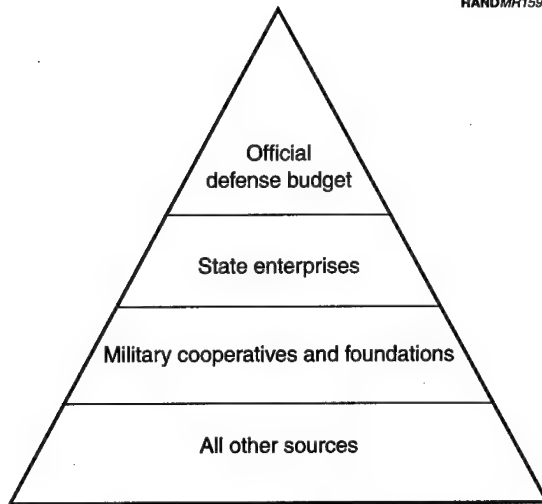 RANDMR159
Official
defense budget
State enterprises
Military cooperatives and foundations
All other sources